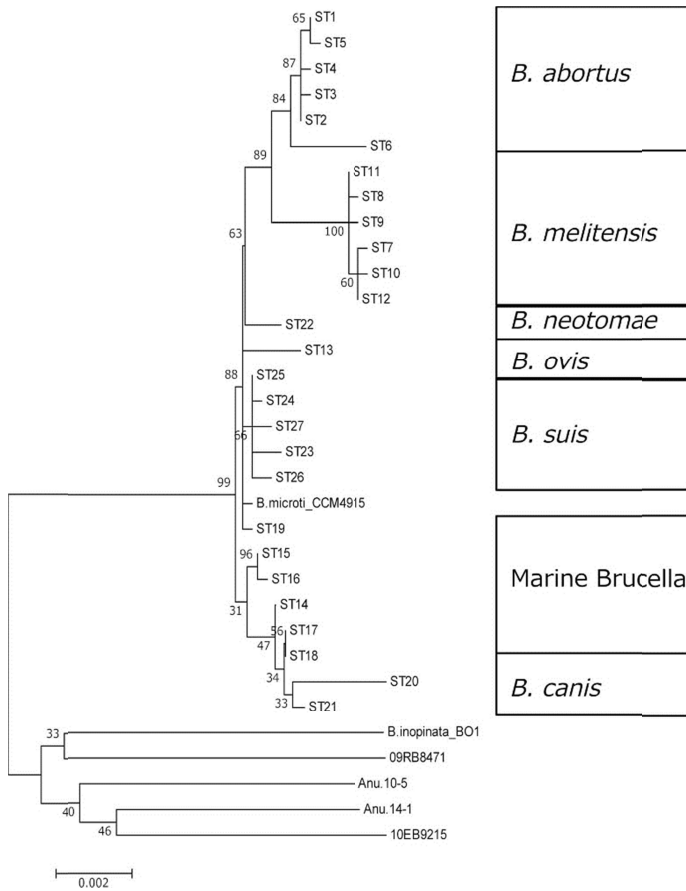 65
ST1
ST5
87
ST4
ST3
84
ST2
ST6
B. abortus
89
ST11
ST8
ST9
100
ST7
ST10
60
ST12
B. melitensis
63
ST22
B. neotomae
ST13
B. ovis
88
ST25
ST24
ST27
66
ST23
ST26
B. suis
99
B.microti_CCM4915
ST19
96
ST15
ST16
31
ST14
56
ST17
47
ST18
Marine Brucella
34
ST20
33
ST21
B. canis
33
B.inopinata_BO1
09RB8471
Anu.10-5
40
Anu.14-1
46
10EB9215
0.002